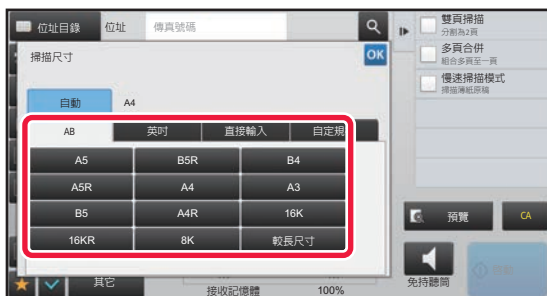 位址目錄 位址 傳真號碼
雙頁掃描
分割為2頁
掃描尺寸 OK
多頁合併
組合多頁至一頁
慢速掃描模式
掃描薄紙原稿
自動 A4
AB 英吋 直接輸入 自定規
A5 B5R B4
A5R A4 A3
B5 A4R 16K
16KR 8K 較長尺寸
預覽 CA
其它
接收記憶體 100%
免持聽筒